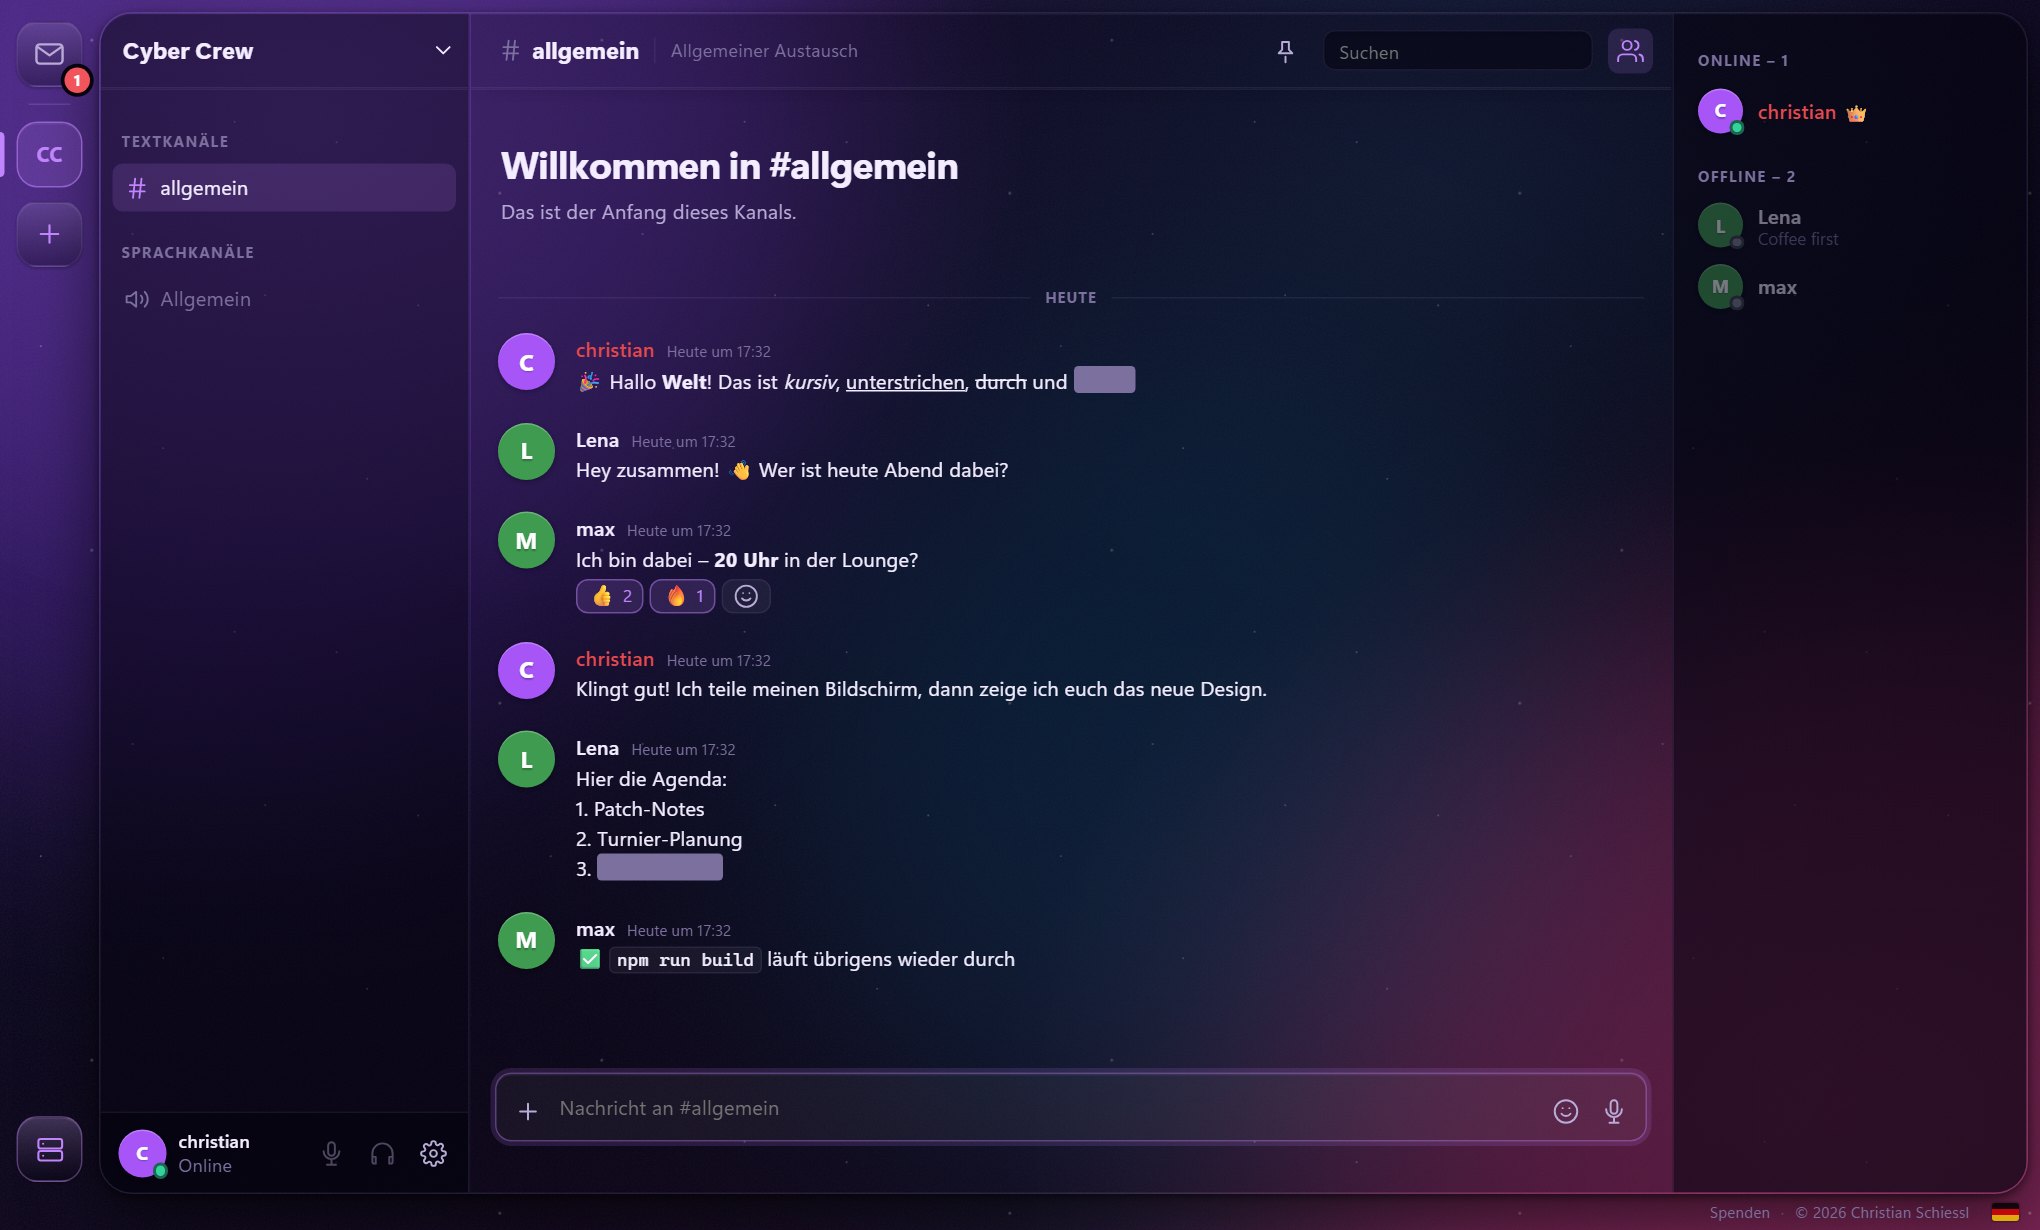 1
CC
Cyber Crew
TEXTKANÄLE
# allgemein
SPRACHKANÄLE
Allgemein
C
christian
Online
# allgemein
Allgemeiner Austausch
Suchen
Willkommen in #allgemein
Das ist der Anfang dieses Kanals.
HEUTE
C
christian Heute um 17:32
🎉 Hallo Welt! Das ist kursiv, unterstrichen, durch und
L
Lena Heute um 17:32
Hey zusammen! 👋 Wer ist heute Abend dabei?
M
max Heute um 17:32
Ich bin dabei – 20 Uhr in der Lounge?
👍 2 🔥 1
C
christian Heute um 17:32
Klingt gut! Ich teile meinen Bildschirm, dann zeige ich euch das neue Design.
L
Lena Heute um 17:32
Hier die Agenda:
1. Patch-Notes
2. Turnier-Planung
3.
M
max Heute um 17:32
✅ npm run build läuft übrigens wieder durch
Nachricht an #allgemein
ONLINE – 1
C
christian
OFFLINE – 2
L
Lena
Coffee first
M
max
Spenden · © 2026 Christian Schiessl